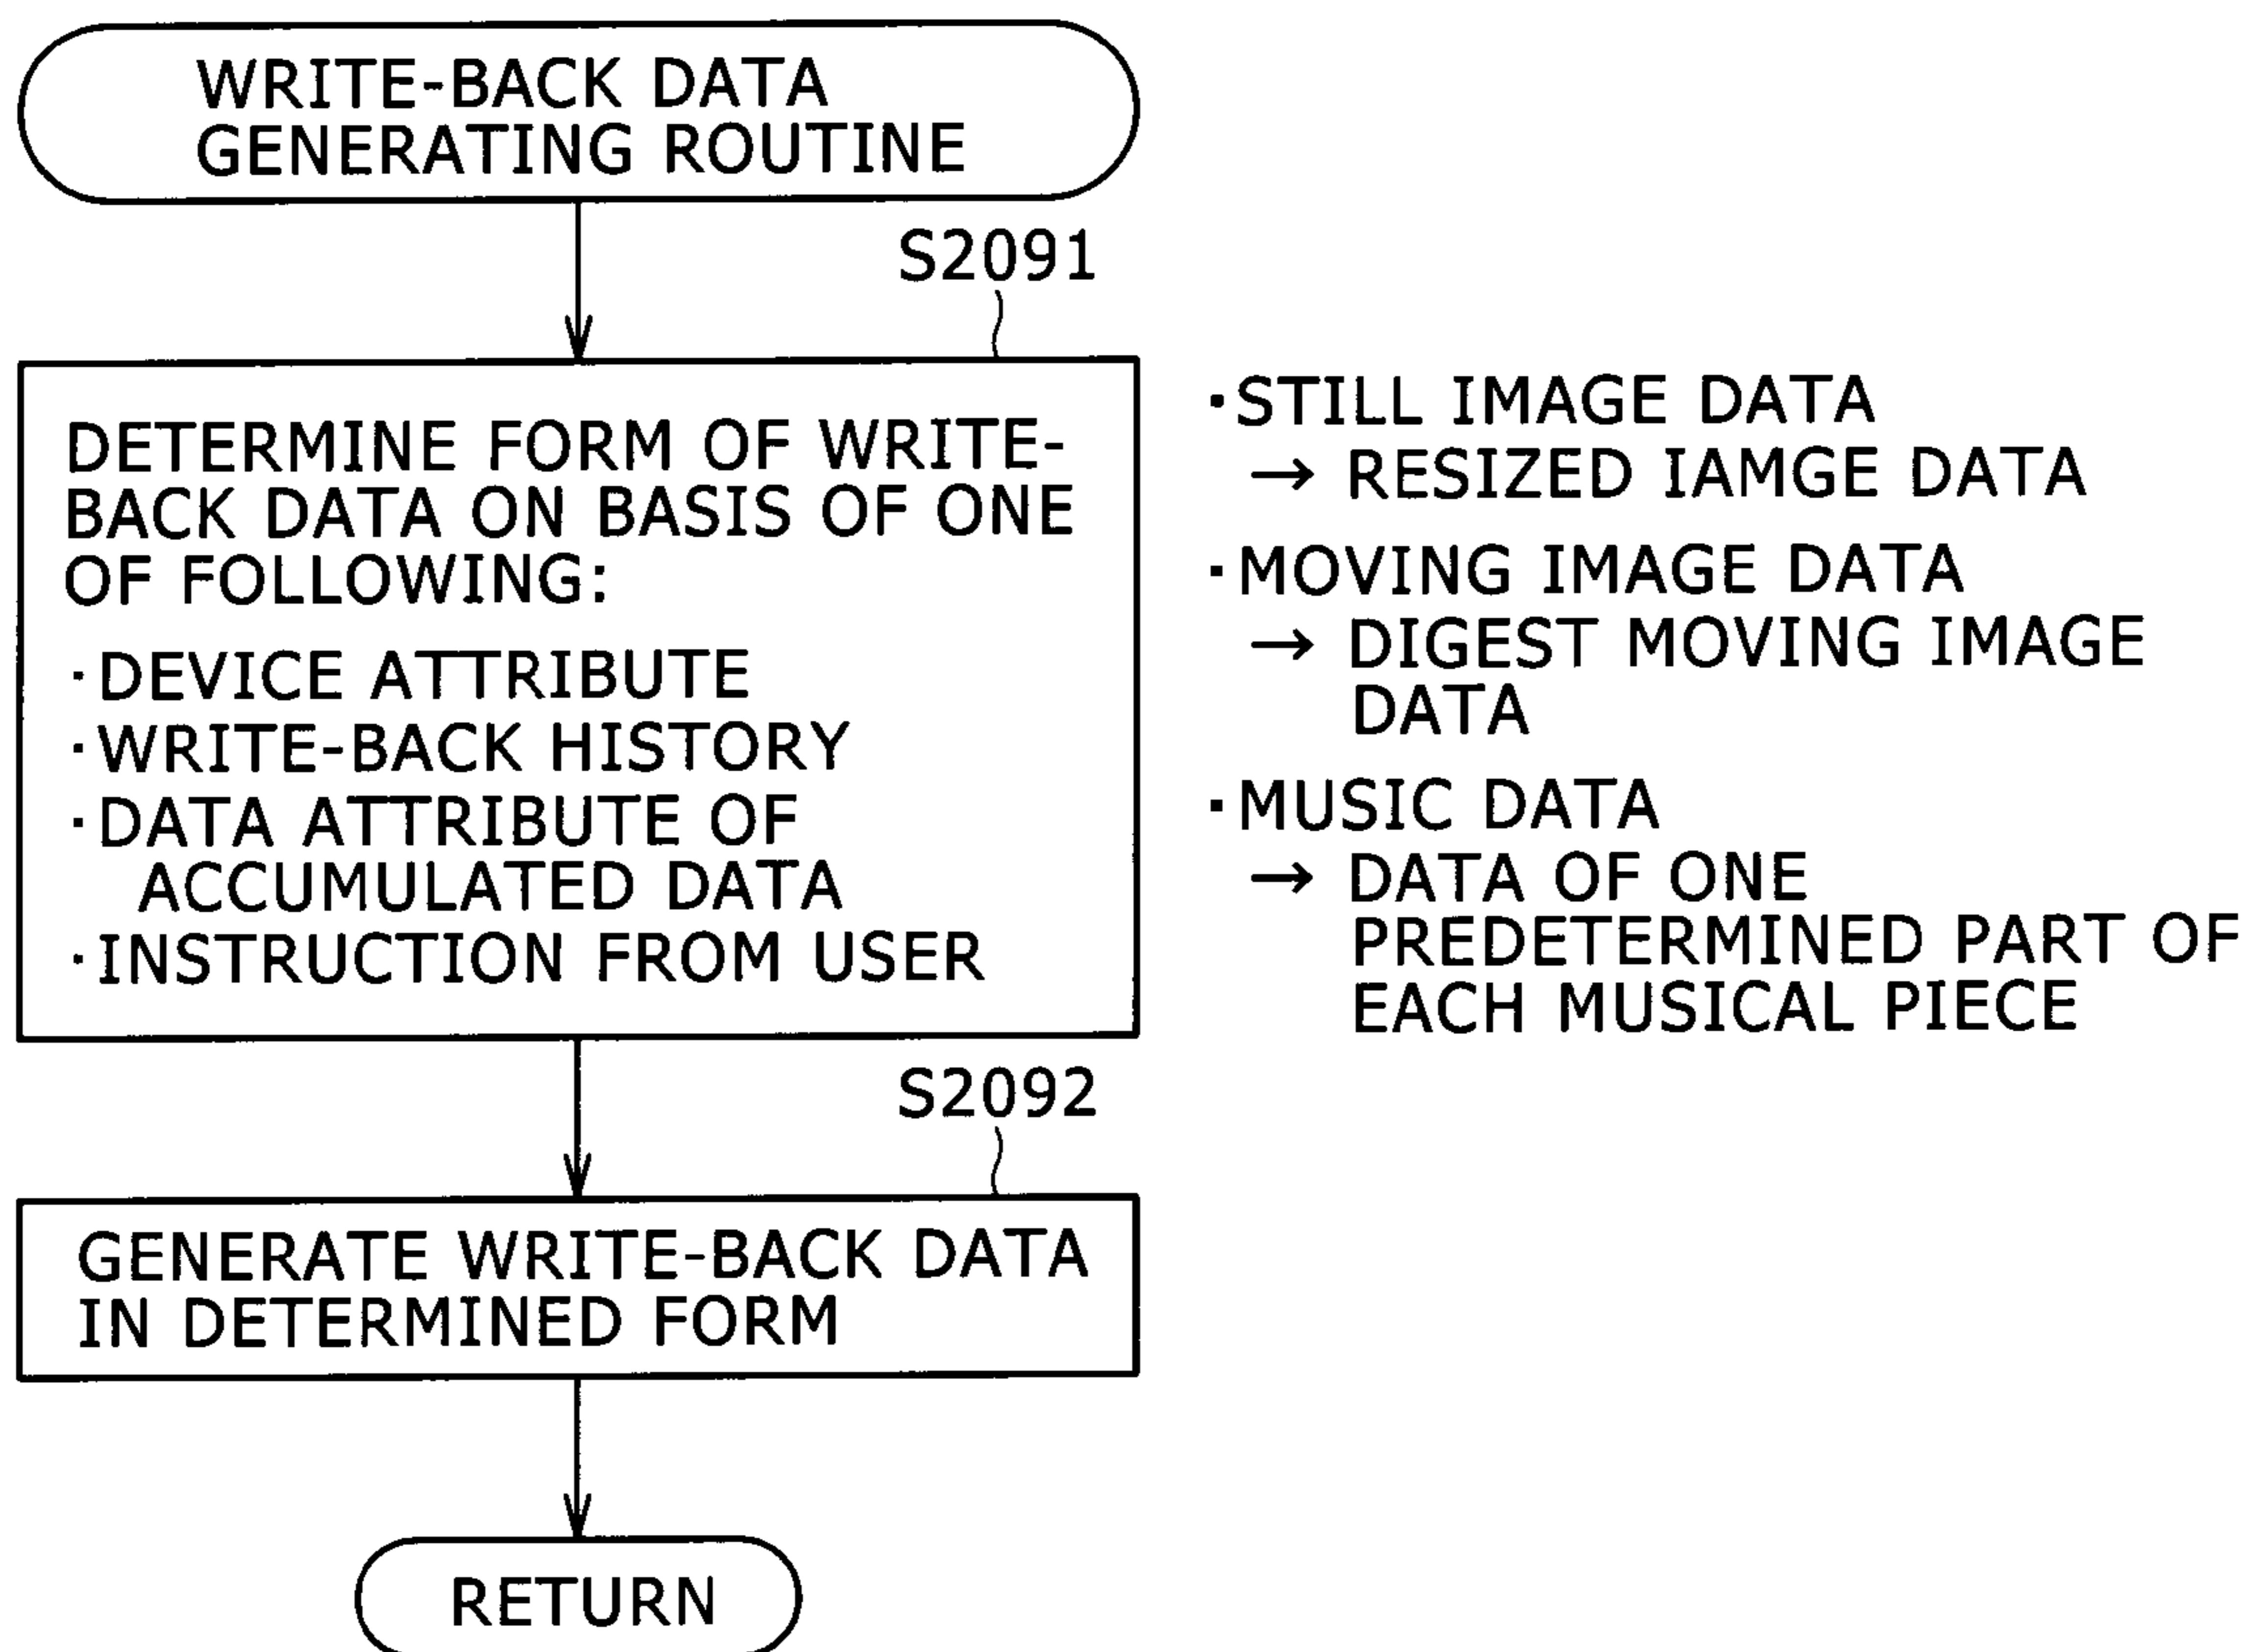 WRITE-BACK DATA
GENERATING ROUTINE
S2091
DETERMINE FORM OF WRITE-
BACK DATA ON BASIS OF ONE
OF FOLLOWING:
·DEVICE ATTRIBUTE
·WRITE-BACK HISTORY
·DATA ATTRIBUTE OF
ACCUMULATED DATA
·INSTRUCTION FROM USER
·STILL IMAGE DATA
→ RESIZED IAMGE DATA
·MOVING IMAGE DATA
→ DIGEST MOVING IMAGE
DATA
·MUSIC DATA
→ DATA OF ONE
PREDETERMINED PART OF
EACH MUSICAL PIECE
S2092
GENERATE WRITE-BACK DATA
IN DETERMINED FORM
RETURN